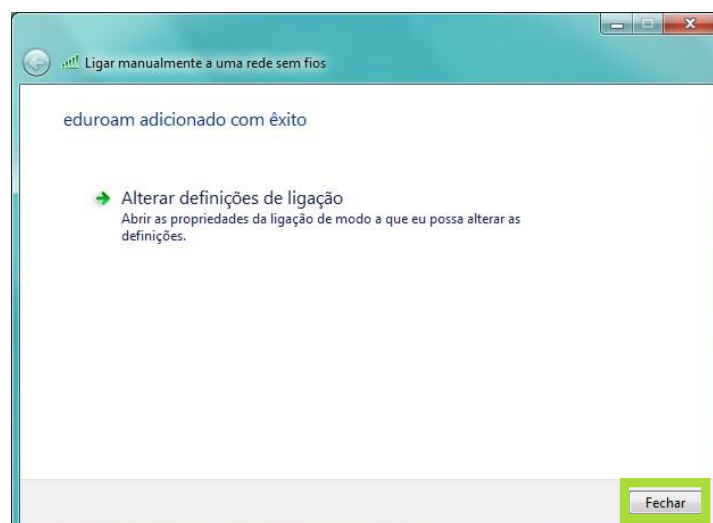 Ligar manualmente a uma rede sem fios
eduroam adicionado com êxito
Alterar definições de ligação
Abrir as propriedades da ligação de modo a que eu possa alterar as
definições.
Fechar